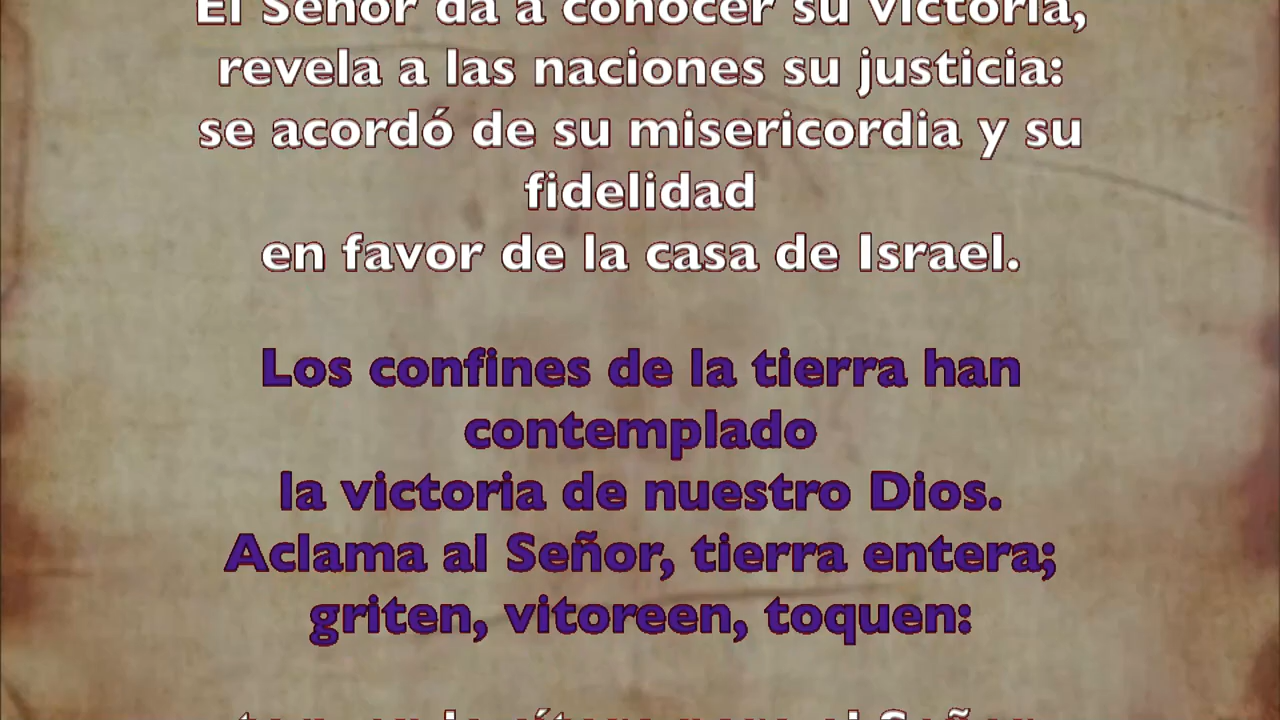 El Señor da a conocer su victoria,
revela a las naciones su justicia:
se acordó de su misericordia y su
fidelidad
en favor de la casa de Israel.
Los confines de la tierra han
contemplado
la victoria de nuestro Dios.
Aclama al Señor, tierra entera;
griten, vitoreen, toquen: